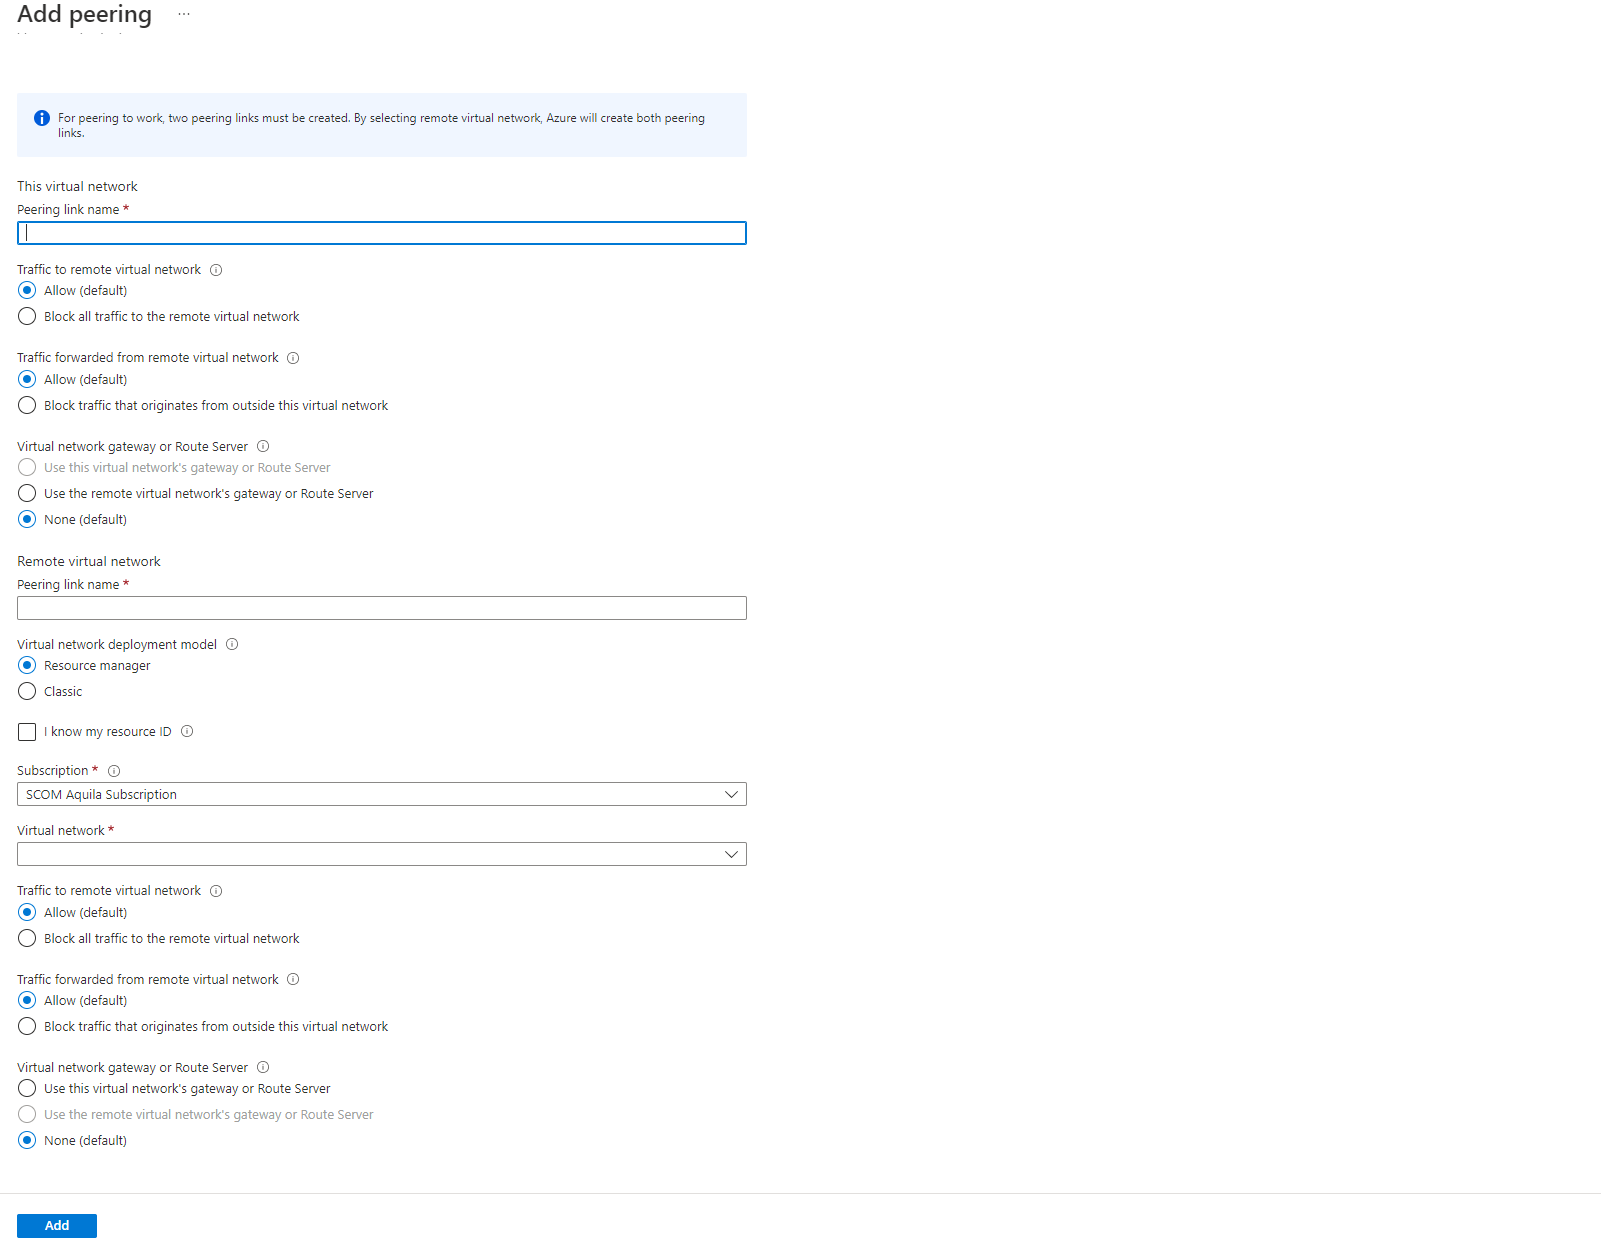 Add peering ...
For peering to work, two peering links must be created. By selecting remote virtual network, Azure will create both peering
links.
This virtual network
Peering link name *
Traffic to remote virtual network
Allow (default)
Block all traffic to the remote virtual network
Traffic forwarded from remote virtual network
Allow (default)
Block traffic that originates from outside this virtual network
Virtual network gateway or Route Server
Use this virtual network's gateway or Route Server
Use the remote virtual network's gateway or Route Server
None (default)
Remote virtual network
Peering link name *
Virtual network deployment model
Resource manager
Classic
I know my resource ID
Subscription *
SCOM Aquila Subscription
Virtual network *
Traffic to remote virtual network
Allow (default)
Block all traffic to the remote virtual network
Traffic forwarded from remote virtual network
Allow (default)
Block traffic that originates from outside this virtual network
Virtual network gateway or Route Server
Use this virtual network's gateway or Route Server
Use the remote virtual network's gateway or Route Server
None (default)
Add